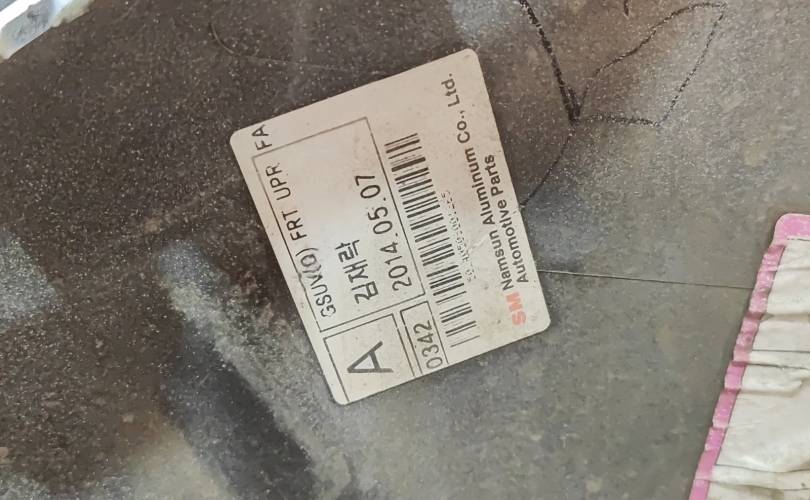 GSUV(O) FRT UPR FA
A
김재락
2014.05.07
0342
SM Namsun Aluminum Co., Ltd.
Automotive Parts